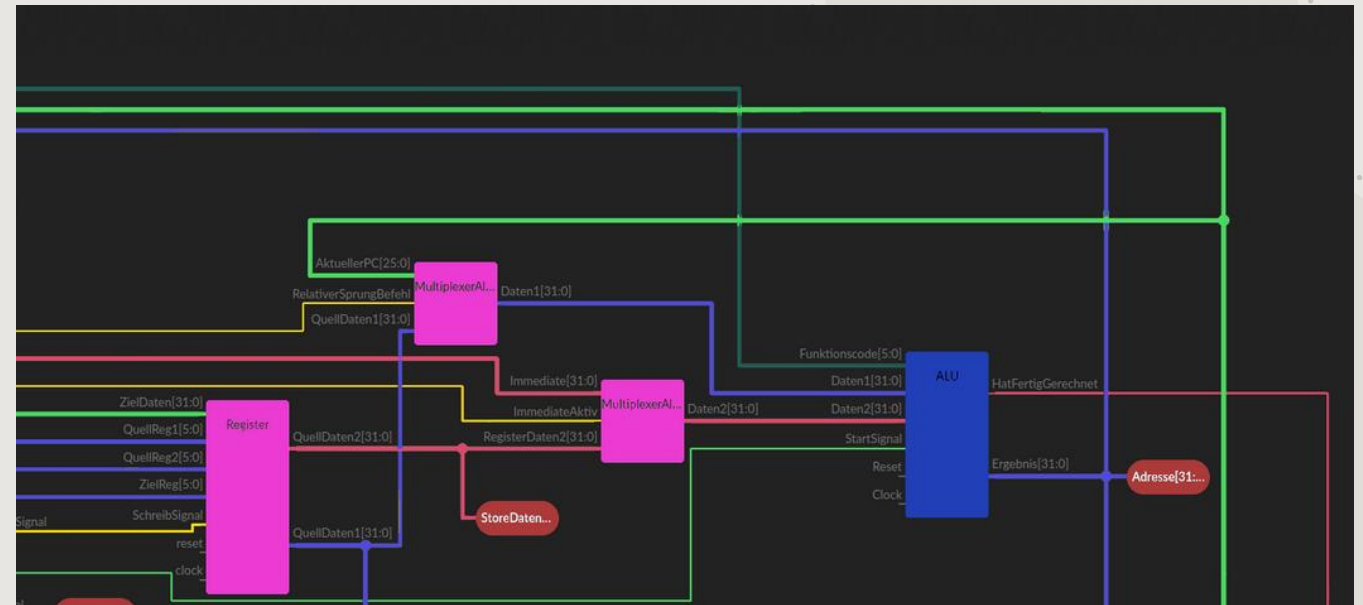 AktuellerPC[25:0]
RelativerSprungBefehl
QuellDaten1[31:0]
MultiplexerAl...
Daten1[31:0]
Immediate[31:0]
ImmediateAktiv
RegisterDaten2[31:0]
MultiplexerAl...
Daten2[31:0]
Funktionscode[5:0]
Daten1[31:0]
Daten2[31:0]
StartSignal
Reset
Clock
ALU
HatFertigGerechnet
Ergebnis[31:0]
Adresse[31:...
ZielDaten[31:0]
QuellReg1[5:0]
QuellReg2[5:0]
ZielReg[5:0]
Signal
SchreibSignal
reset
clock
Register
QuellDaten2[31:0]
StoreDaten...
QuellDaten1[31:0]